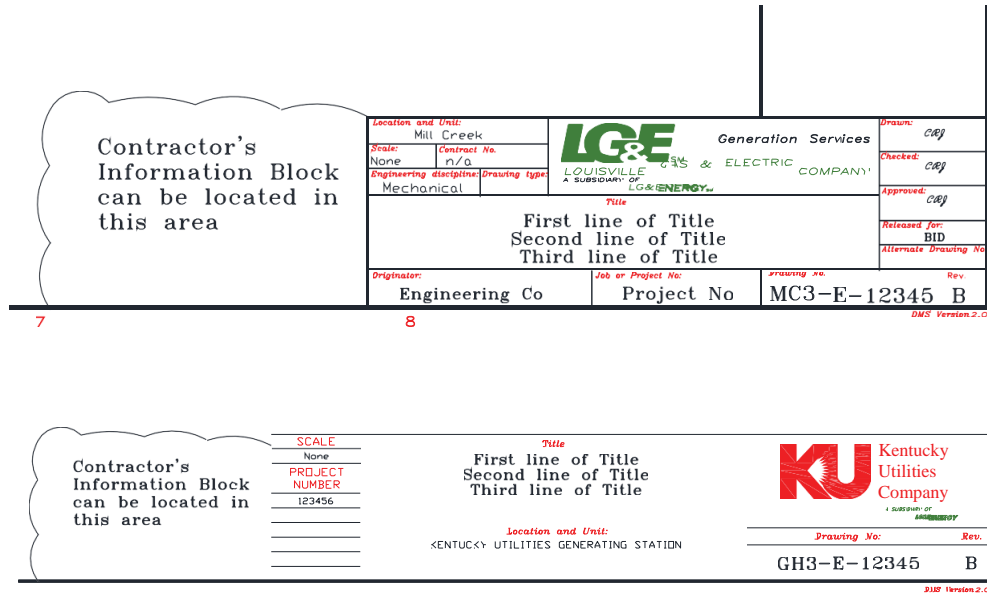 Contractor's
Information Block
can be located in
this area
Location and Unit:
Mill Creek
Scale:
None
Contract No.
n/a
Engineering discipline:
Mechanical
Drawing type:
LG&E
SM
Generation Services
LOUISVILLE GAS & ELECTRIC COMPANY
A SUBSIDIARY OF
LG&E ENERGY
Title
First line of Title
Second line of Title
Third line of Title
Drawn:
CRJ
Checked:
CRJ
Approved:
CRJ
Released for:
BID
Alternate Drawing No
Originator:
Engineering Co
Job or Project No:
Project No
Drawing No.
MC3-E-12345
Rev.
B
DMS Version 2.0
7
8
Contractor's
Information Block
can be located in
this area
SCALE
None
PROJECT
NUMBER
123456
Title
First line of Title
Second line of Title
Third line of Title
Location and Unit:
KENTUCKY UTILITIES GENERATING STATION
KU
Kentucky
Utilities
Company
A SUBSIDIARY OF
LG&E ENERGY
Drawing No:
GH3-E-12345
Rev.
B
DMS Version 2.0